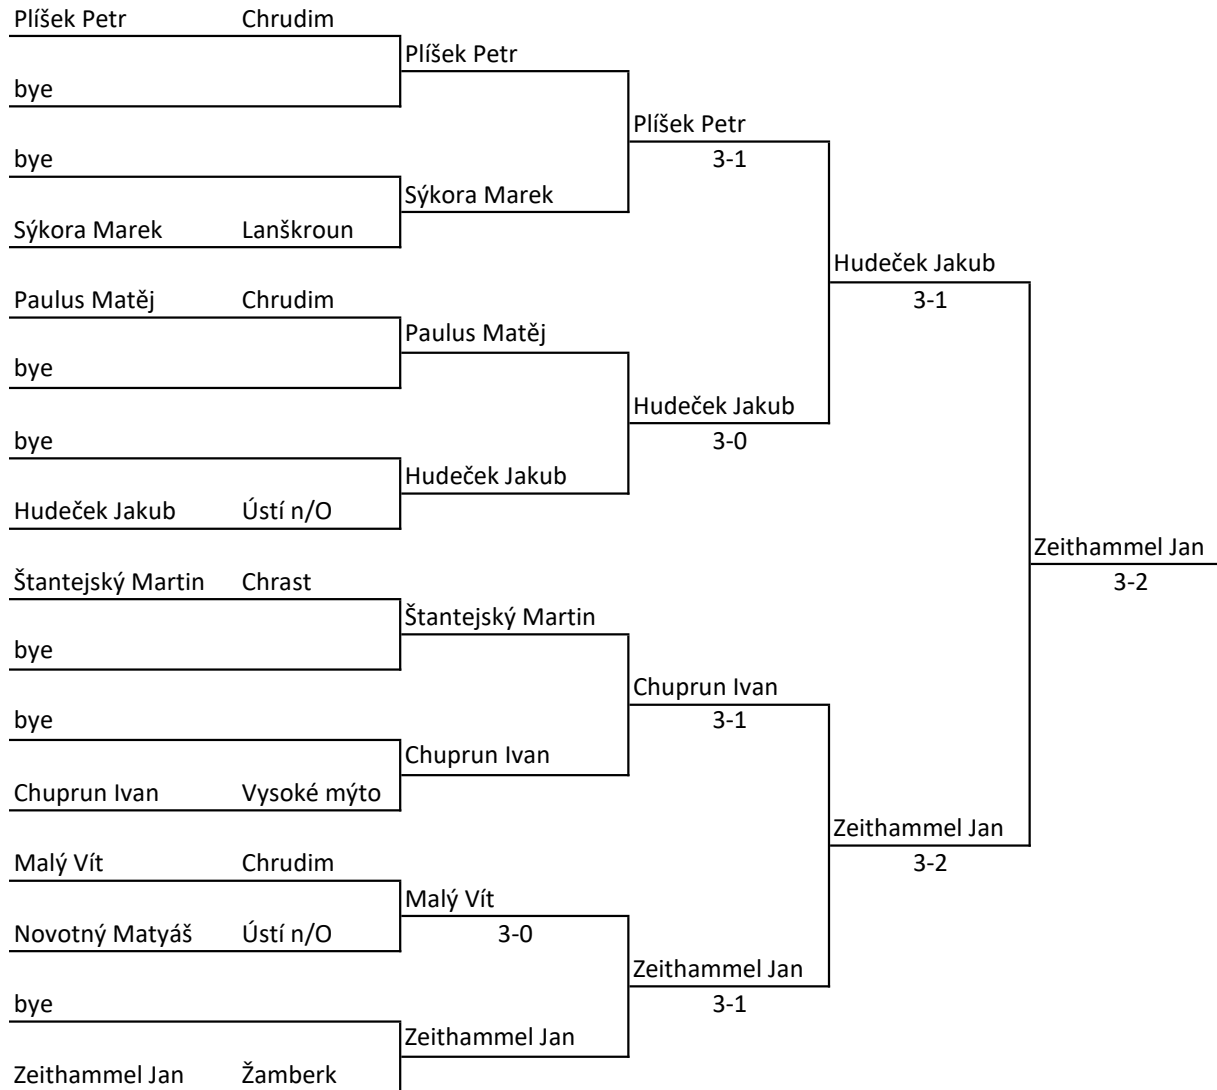 Plíšek Petr Chrudim
Plíšek Petr
bye
Plíšek Petr
3-1
bye
Sýkora Marek
Sýkora Marek Lanškroun
Hudeček Jakub
3-1
Paulus Matěj Chrudim
Paulus Matěj
bye
Hudeček Jakub
3-0
bye
Hudeček Jakub
Hudeček Jakub Ústí n/O
Zeithammel Jan
3-2
Štantejský Martin Chrast
Štantejský Martin
bye
Chuprun Ivan
3-1
bye
Chuprun Ivan
Chuprun Ivan Vysoké mýto
Zeithammel Jan
3-2
Malý Vít Chrudim
Malý Vít
Novotný Matyáš Ústí n/O 3-0
Zeithammel Jan
3-1
bye
Zeithammel Jan
Zeithammel Jan Žamberk